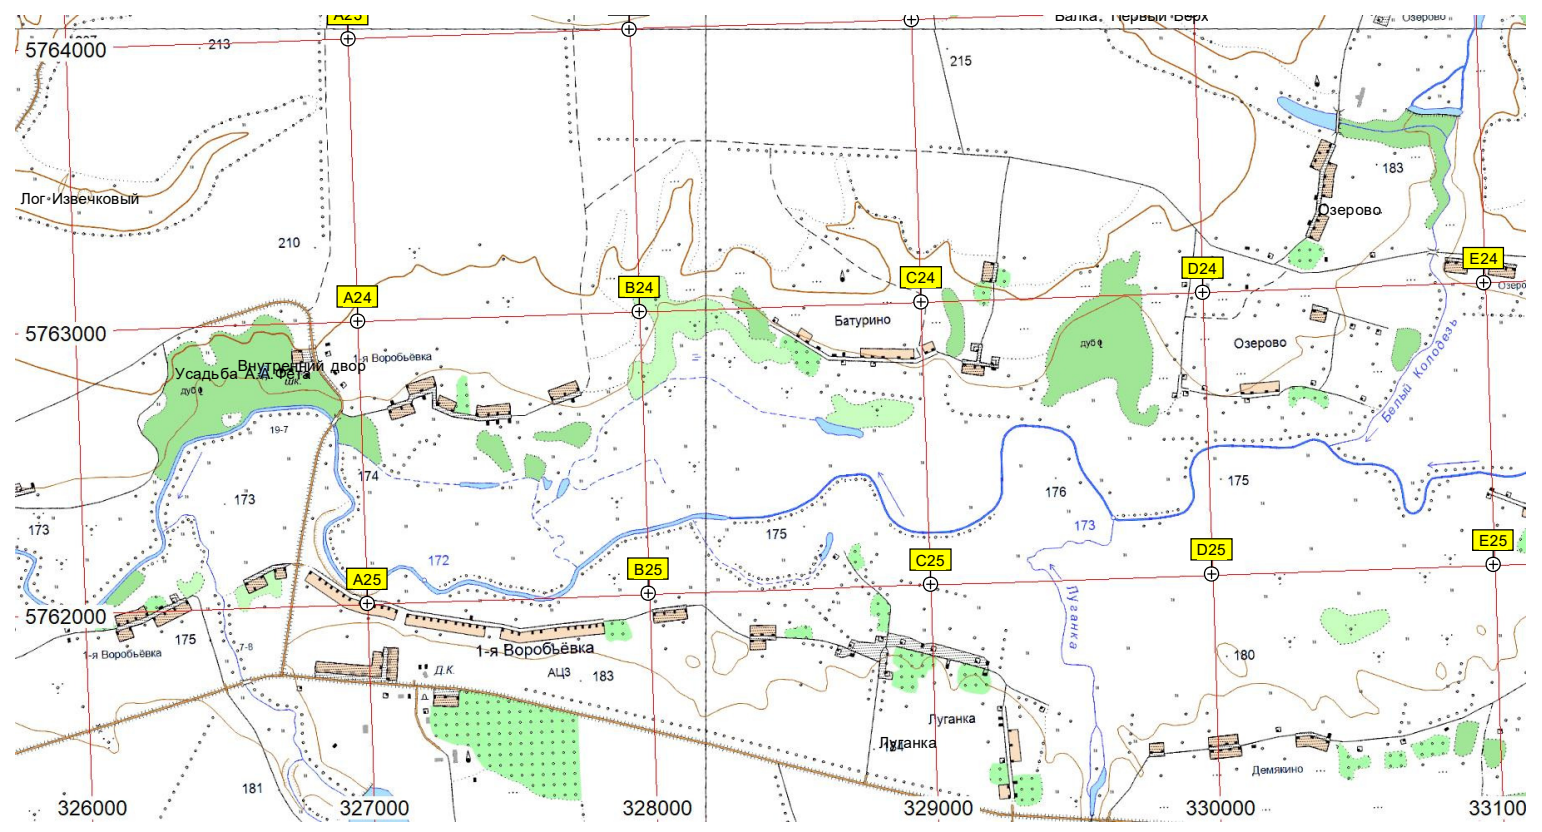 A23
Балка. Первый Верх
Озерово
5764000
213
215
183
Лог Извечковый
Озерово
210
A24
B24
C24
D24
E24
Озеро
5763000
Батурино
1-я Воробьёвка
Внутренний двор
Усадьба А.А.Фета
шк.
дуб
дуб
Озерово
Белый Колодезь
19-7
174
173
173
176
175
173
175
172
A25
B25
C25
D25
E25
5762000
Луганка
175
1-я Воробьёвка
7-8
1-я Воробьёвка
Д.К.
АЦЗ
183
180
Луганка
Луганка
Демякино
181
326000
327000
328000
329000
330000
331000